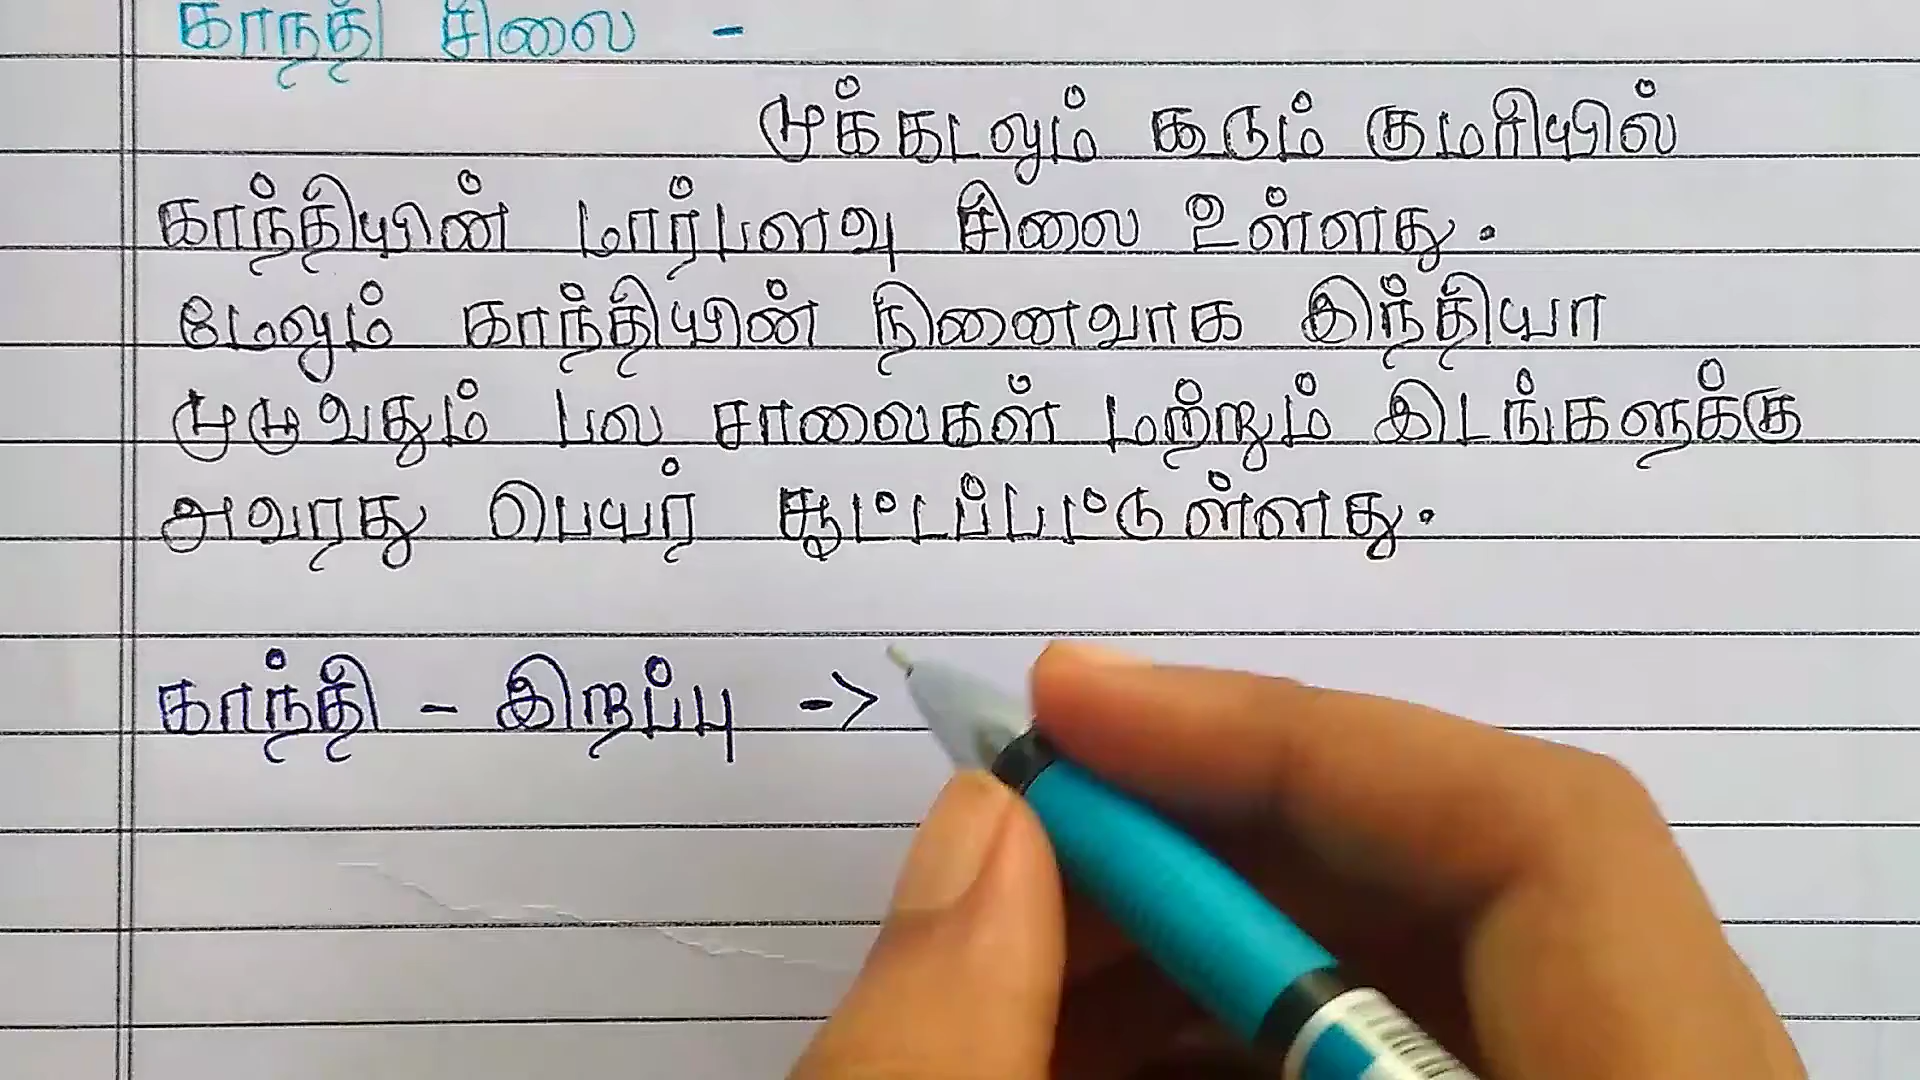 காந்தி சிலை -
முக்கடலும் கூடும் குமரியில்
காந்தியின் மார்பளவு சிலை உள்ளது.
மேலும் காந்தியின் நினைவாக இந்தியா
முழுவதும் பல சாலைகள் மற்றும் இடங்களுக்கு
அவரது பெயர் சூட்டப்பட்டுள்ளது.
காந்தி - இறப்பு ->